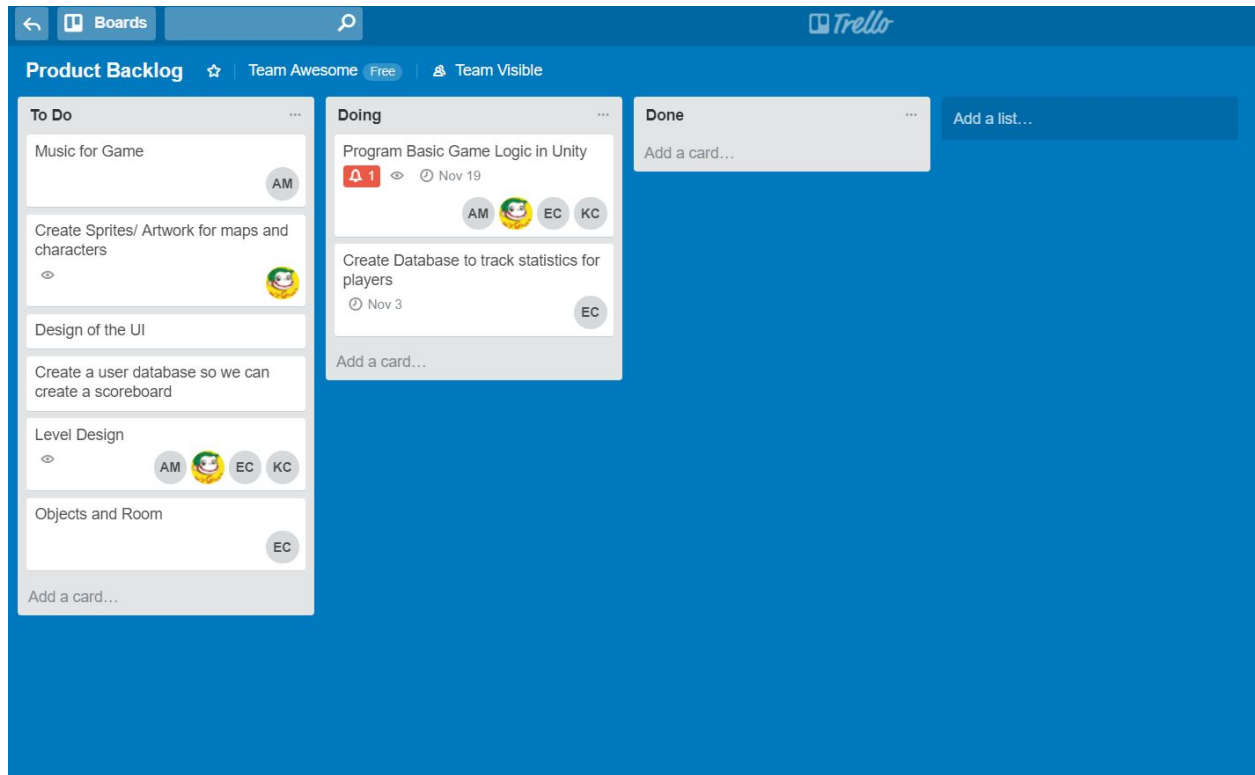 Boards
Trello
Product Backlog
Team Awesome Free
Team Visible
To Do
Music for Game
AM
Create Sprites/ Artwork for maps and
characters
Design of the UI
Create a user database so we can
create a scoreboard
Level Design
AM EC KC
Objects and Room
EC
Add a card…
Doing
Program Basic Game Logic in Unity
1 Nov 19
AM EC KC
Create Database to track statistics for
players
Nov 3
EC
Add a card…
Done
Add a card…
Add a list…